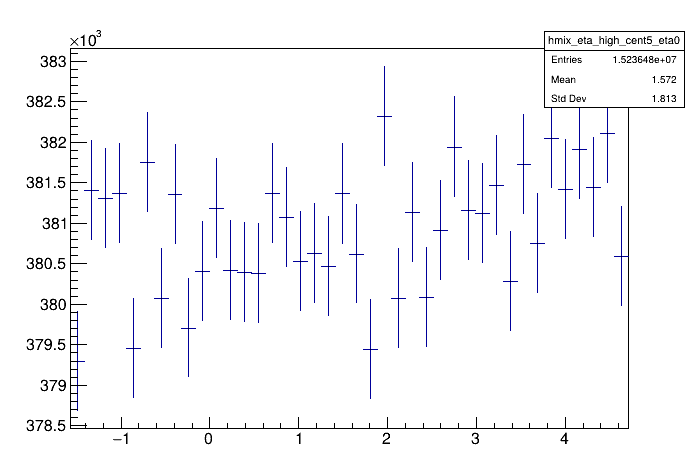 ×10³
hmix_eta_high_cent5_eta0
Entries 1.523648e+07
Mean 1.572
Std Dev 1.813
383
382.5
382
381.5
381
380.5
380
379.5
379
378.5
−1 0 1 2 3 4